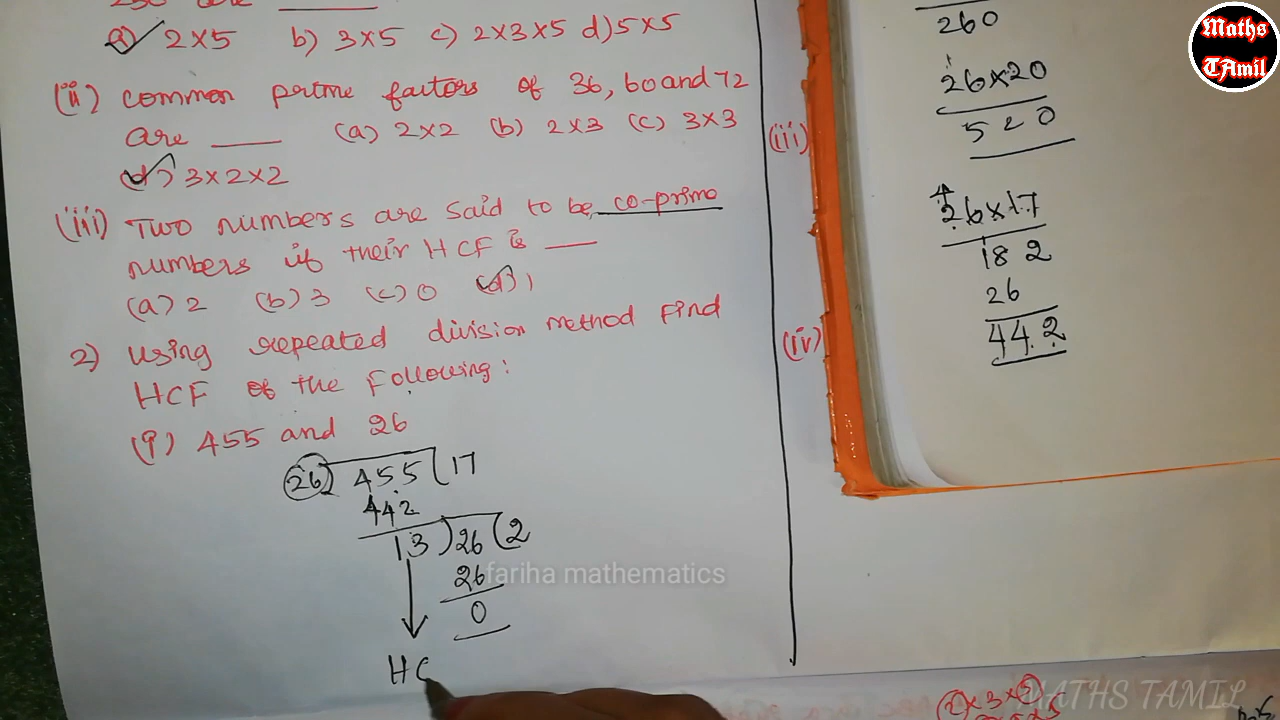 250 are ____
a) 2×5 b) 3×5 c) 2×3×5 d) 5×5
(ii) common prime factors of 36, 60 and 72
are ____ (a) 2×2 (b) 2×3 (c) 3×3
(d) 3×2×2
(iii) Two numbers are said to be co-prime
numbers if their HCF is ____
(a) 2 (b) 3 (c) 0 (d) 1
2) Using repeated division method find
HCF of the following:
(i) 455 and 26
26) 455 (17
442
13) 26 (2
26
0
HC
fariha mathematics
(iii)
(iv)
260
26×20
520
26×17
182
26
442
Maths
TAmil
MATHS TAMIL